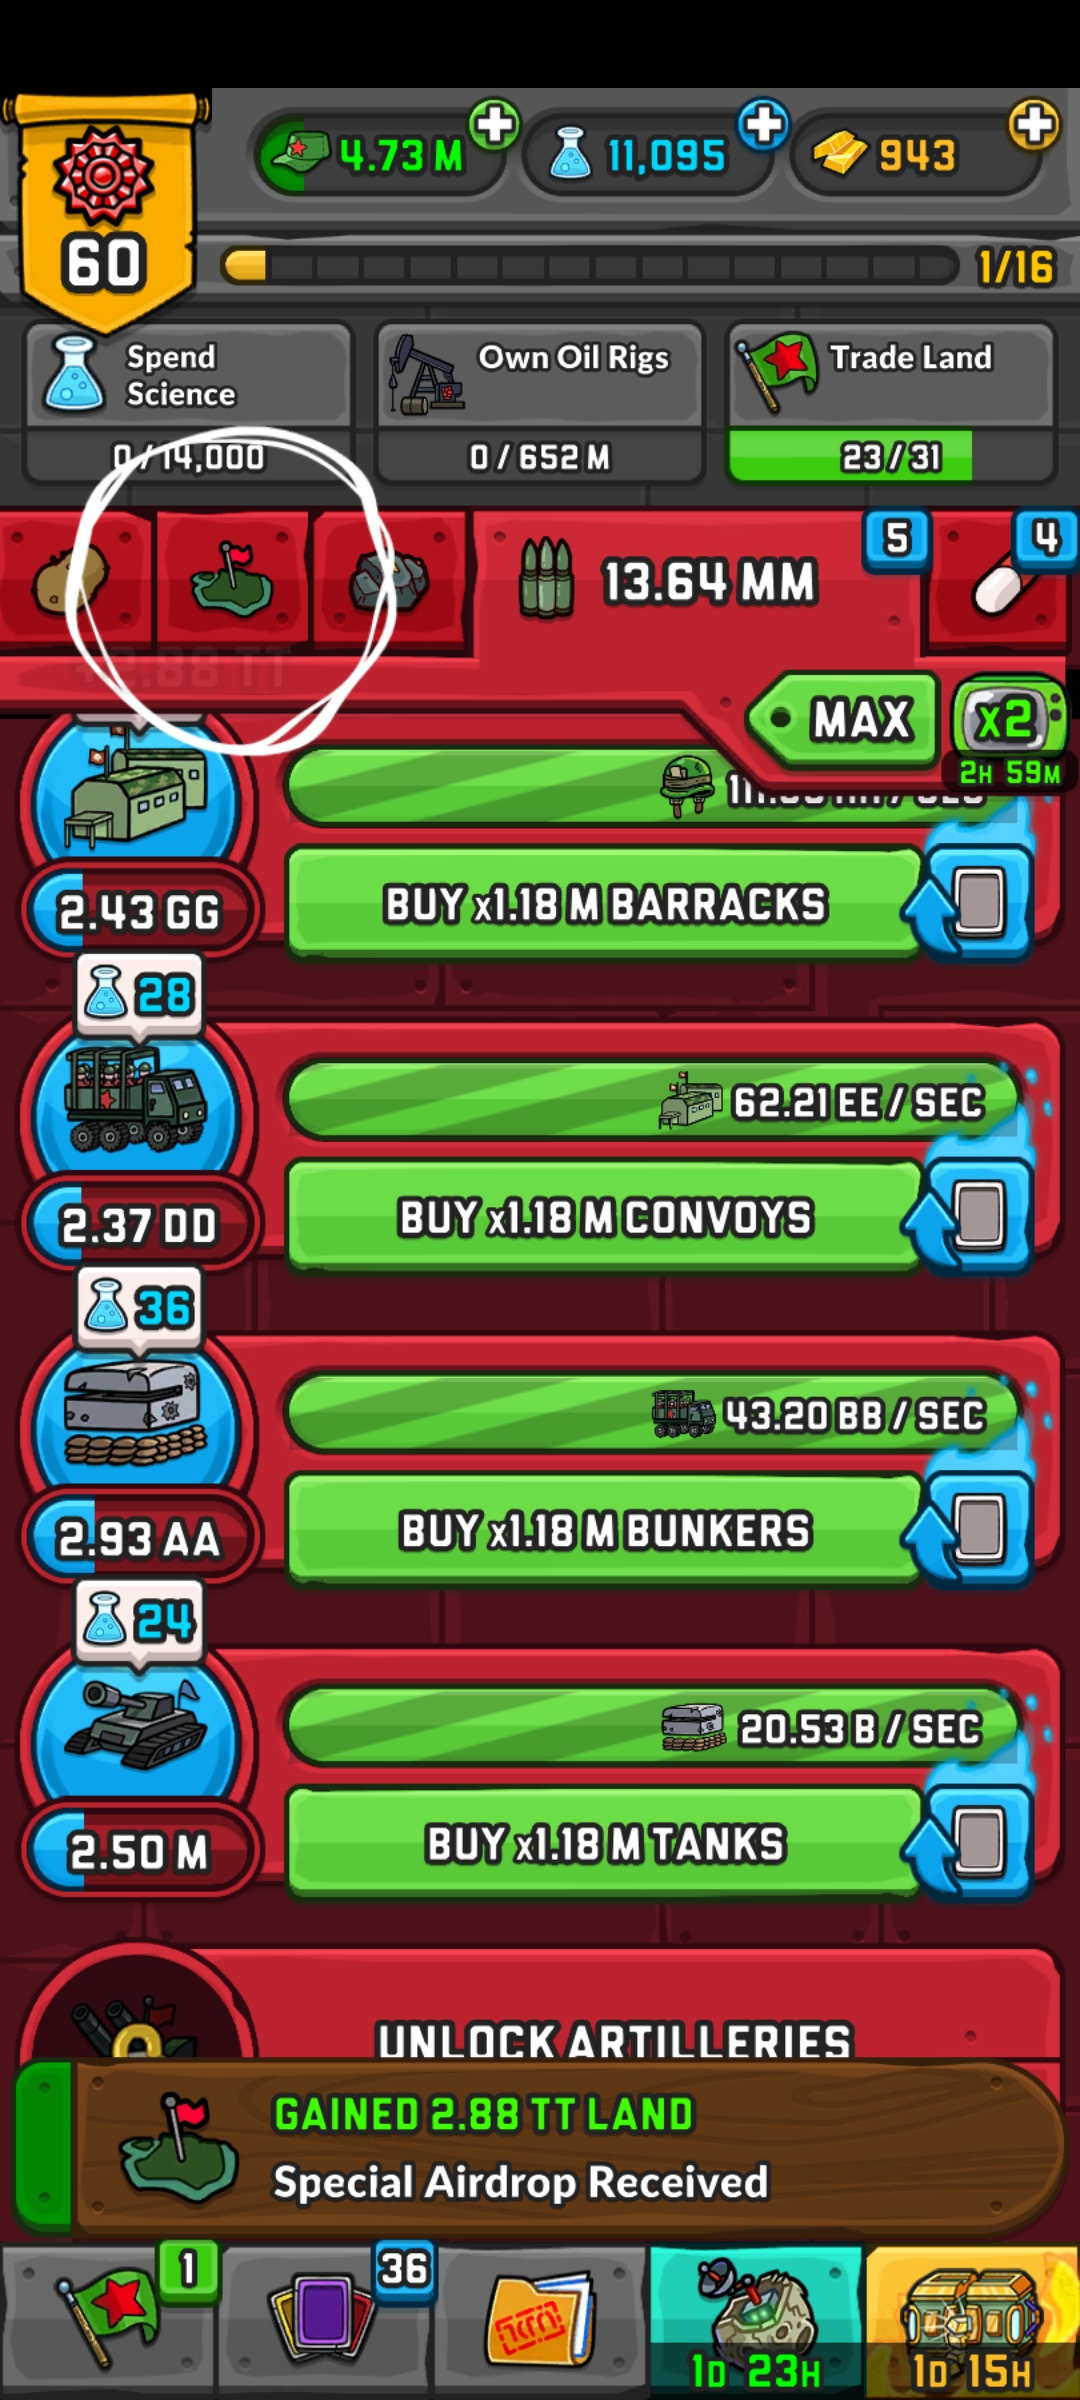 4.73 M
11,095
943
60
1/16
Spend
Science
Own Oil Rigs
Trade Land
0/14,000
0/652 M
23/31
5
4
13.64 MM
+2.88 TT
MAX
x2
2H 59M
/ SEC
2.43 GG
BUY x1.18 M BARRACKS
28
62.21 EE / SEC
2.37 DD
BUY x1.18 M CONVOYS
36
43.20 BB / SEC
2.93 AA
BUY x1.18 M BUNKERS
24
20.53 B / SEC
2.50 M
BUY x1.18 M TANKS
UNLOCK ARTILLERIES
GAINED 2.88 TT LAND
Special Airdrop Received
1
36
1D 23H
1D 15H